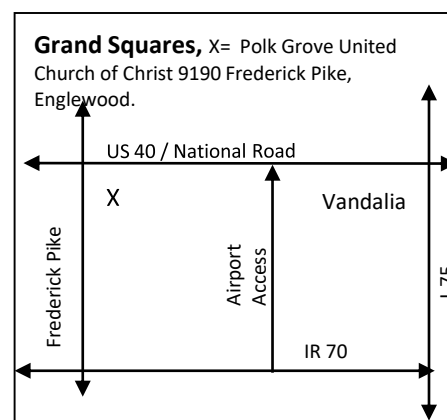 Grand Squares, X= Polk Grove United
Church of Christ 9190 Frederick Pike,
Englewood.
US 40 / National Road
X
Vandalia
Frederick Pike
Airport
Access
I 75
IR 70